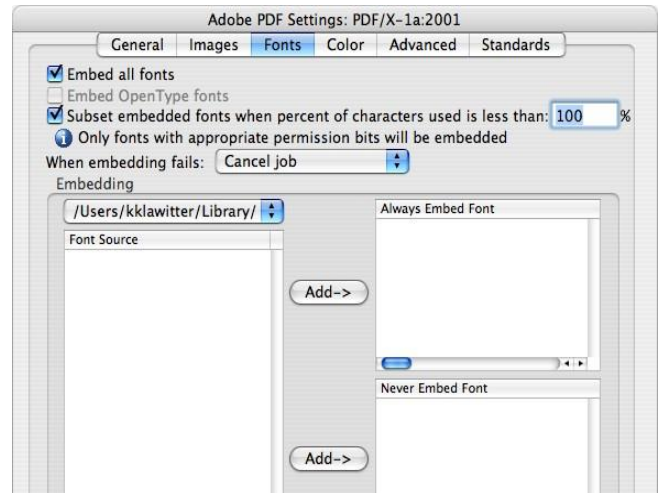 Adobe PDF Settings: PDF/X-1a:2001
General Images Fonts Color Advanced Standards
Embed all fonts
Embed OpenType fonts
Subset embedded fonts when percent of characters used is less than: 100 %
Only fonts with appropriate permission bits will be embedded
When embedding fails: Cancel job
Embedding
/Users/kklawitter/Library/
Font Source
Add->
Always Embed Font
Never Embed Font
Add->